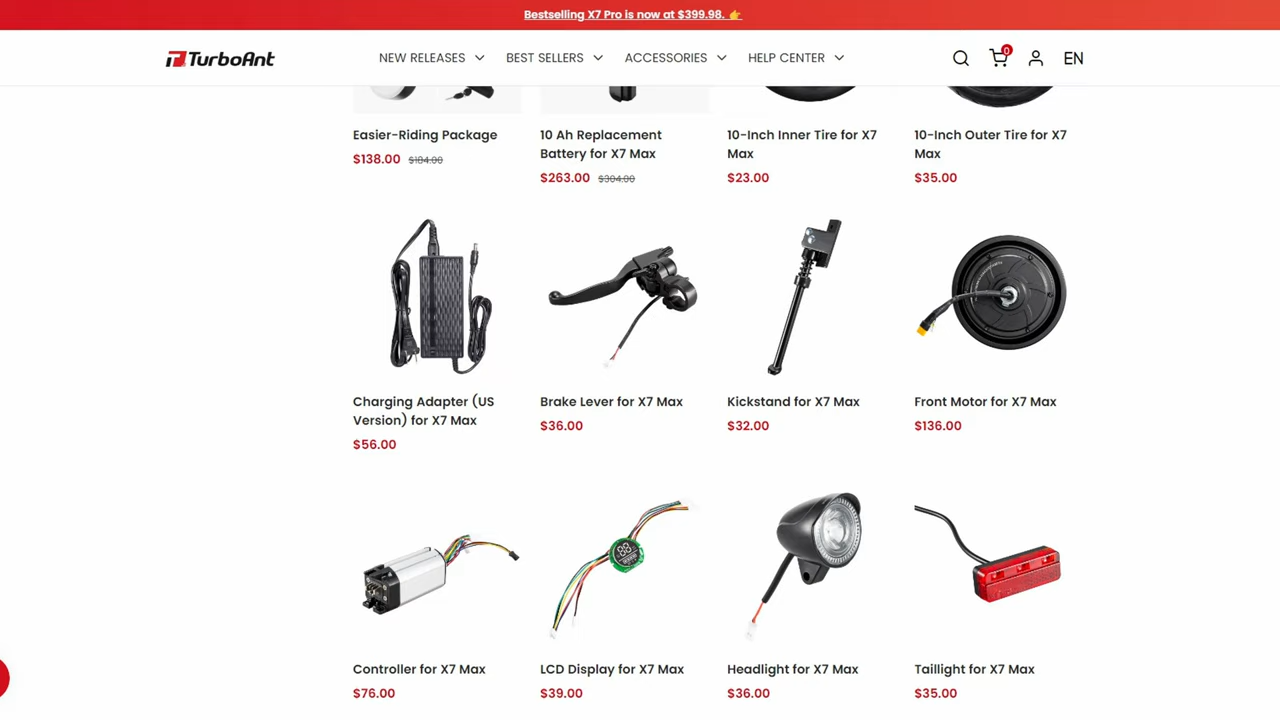 Bestselling X7 Pro is now at $399.98. 👉
TurboAnt
NEW RELEASES
BEST SELLERS
ACCESSORIES
HELP CENTER
0
EN
Easier-Riding Package
$138.00 $184.00
10 Ah Replacement
Battery for X7 Max
$263.00 $304.00
10-Inch Inner Tire for X7
Max
$23.00
10-Inch Outer Tire for X7
Max
$35.00
Charging Adapter (US
Version) for X7 Max
$56.00
Brake Lever for X7 Max
$36.00
Kickstand for X7 Max
$32.00
Front Motor for X7 Max
$136.00
Controller for X7 Max
$76.00
88
LCD Display for X7 Max
$39.00
Headlight for X7 Max
$36.00
Taillight for X7 Max
$35.00